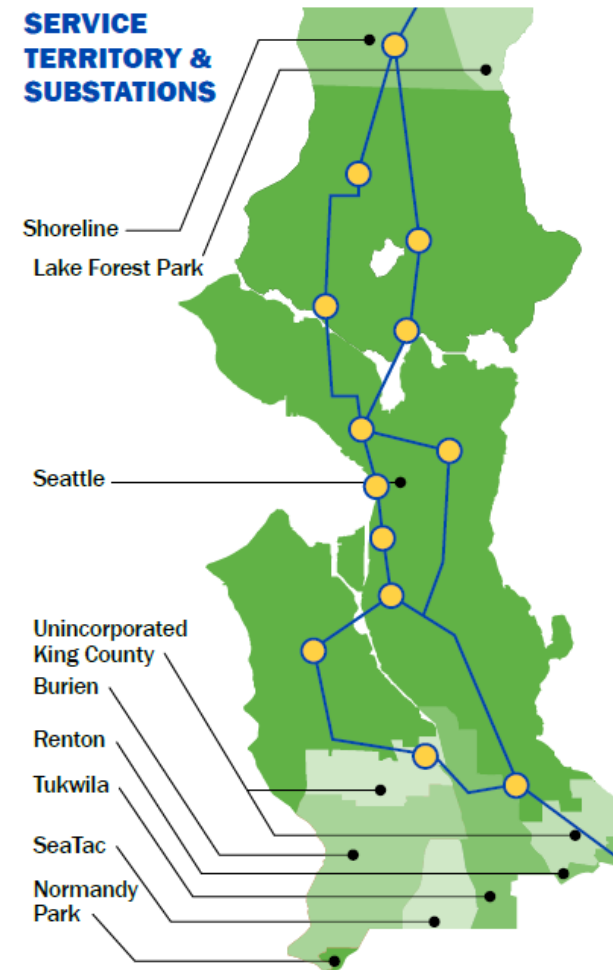 SERVICE
TERRITORY &
SUBSTATIONS
Shoreline
Lake Forest Park
Seattle
Unincorporated
King County
Burien
Renton
Tukwila
SeaTac
Normandy
Park